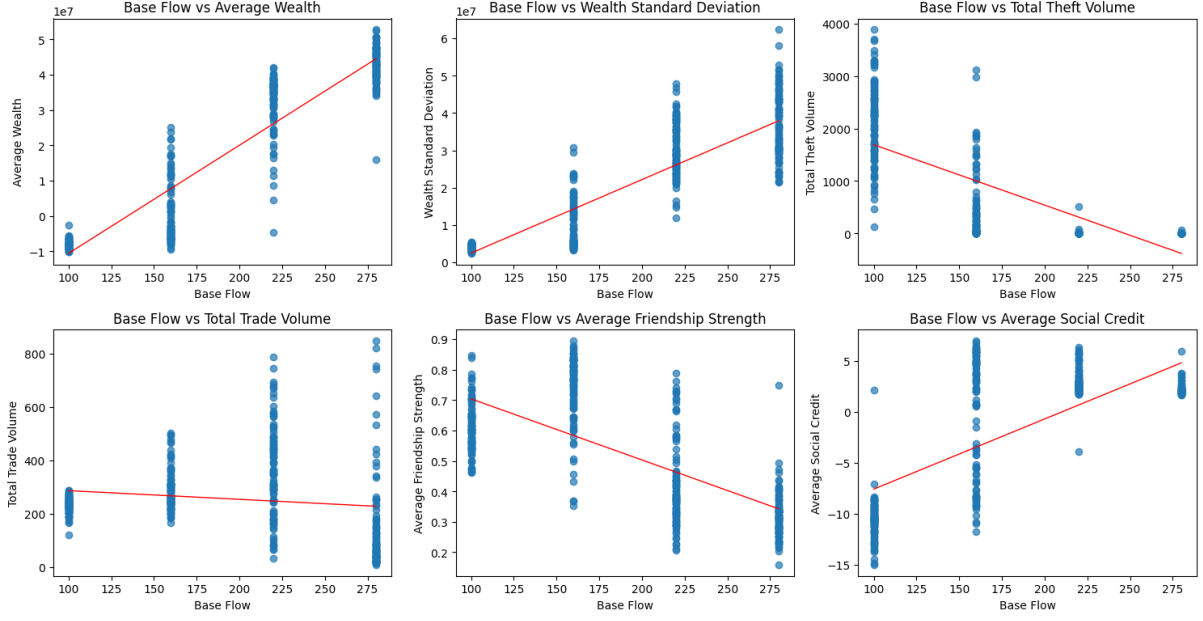 Base Flow vs Average Wealth
1e7
5
4
3
2
1
0
−1
Average Wealth
100 125 150 175 200 225 250 275
Base Flow
Base Flow vs Wealth Standard Deviation
1e7
6
5
4
3
2
1
0
Wealth Standard Deviation
100 125 150 175 200 225 250 275
Base Flow
Base Flow vs Total Theft Volume
4000
3000
2000
1000
0
Total Theft Volume
100 125 150 175 200 225 250 275
Base Flow
Base Flow vs Total Trade Volume
800
600
400
200
0
Total Trade Volume
100 125 150 175 200 225 250 275
Base Flow
Base Flow vs Average Friendship Strength
0.9
0.8
0.7
0.6
0.5
0.4
0.3
0.2
Average Friendship Strength
100 125 150 175 200 225 250 275
Base Flow
Base Flow vs Average Social Credit
5
0
−5
−10
−15
Average Social Credit
100 125 150 175 200 225 250 275
Base Flow